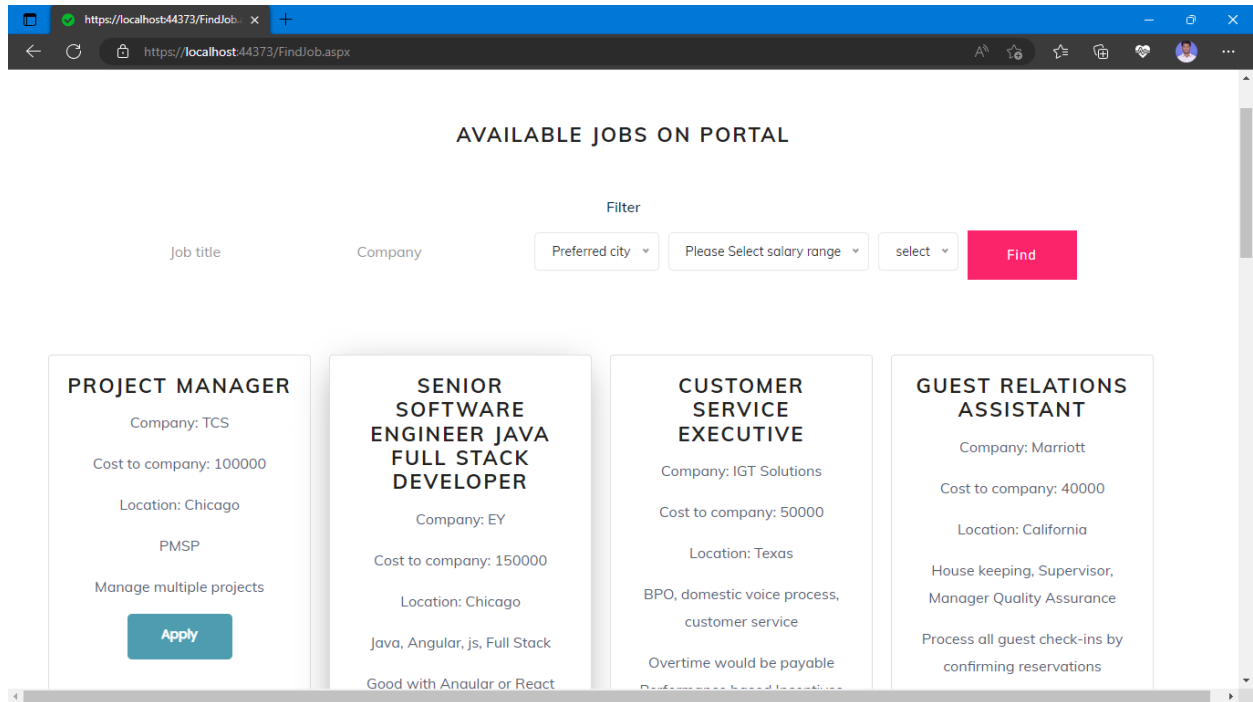 https://localhost:44373/FindJob.
https://localhost:44373/FindJob.aspx
AVAILABLE JOBS ON PORTAL
Filter
Job title Company Preferred city Please Select salary range select Find
PROJECT MANAGER
Company: TCS
Cost to company: 100000
Location: Chicago
PMSP
Manage multiple projects
Apply
SENIOR
SOFTWARE
ENGINEER JAVA
FULL STACK
DEVELOPER
Company: EY
Cost to company: 150000
Location: Chicago
Java, Angular, js, Full Stack
Good with Angular or React
CUSTOMER
SERVICE
EXECUTIVE
Company: IGT Solutions
Cost to company: 50000
Location: Texas
BPO, domestic voice process,
customer service
Overtime would be payable
Performance based Incentives
GUEST RELATIONS
ASSISTANT
Company: Marriott
Cost to company: 40000
Location: California
House keeping, Supervisor,
Manager Quality Assurance
Process all guest check-ins by
confirming reservations